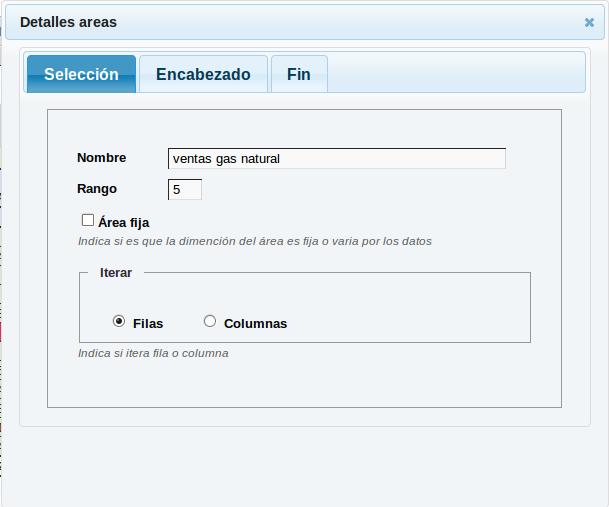 Detalles areas
Selección Encabezado Fin
Nombre ventas gas natural
Rango 5
Área fija
Indica si es que la dimención del área es fija o varia por los datos
Iterar
Filas Columnas
Indica si itera fila o columna